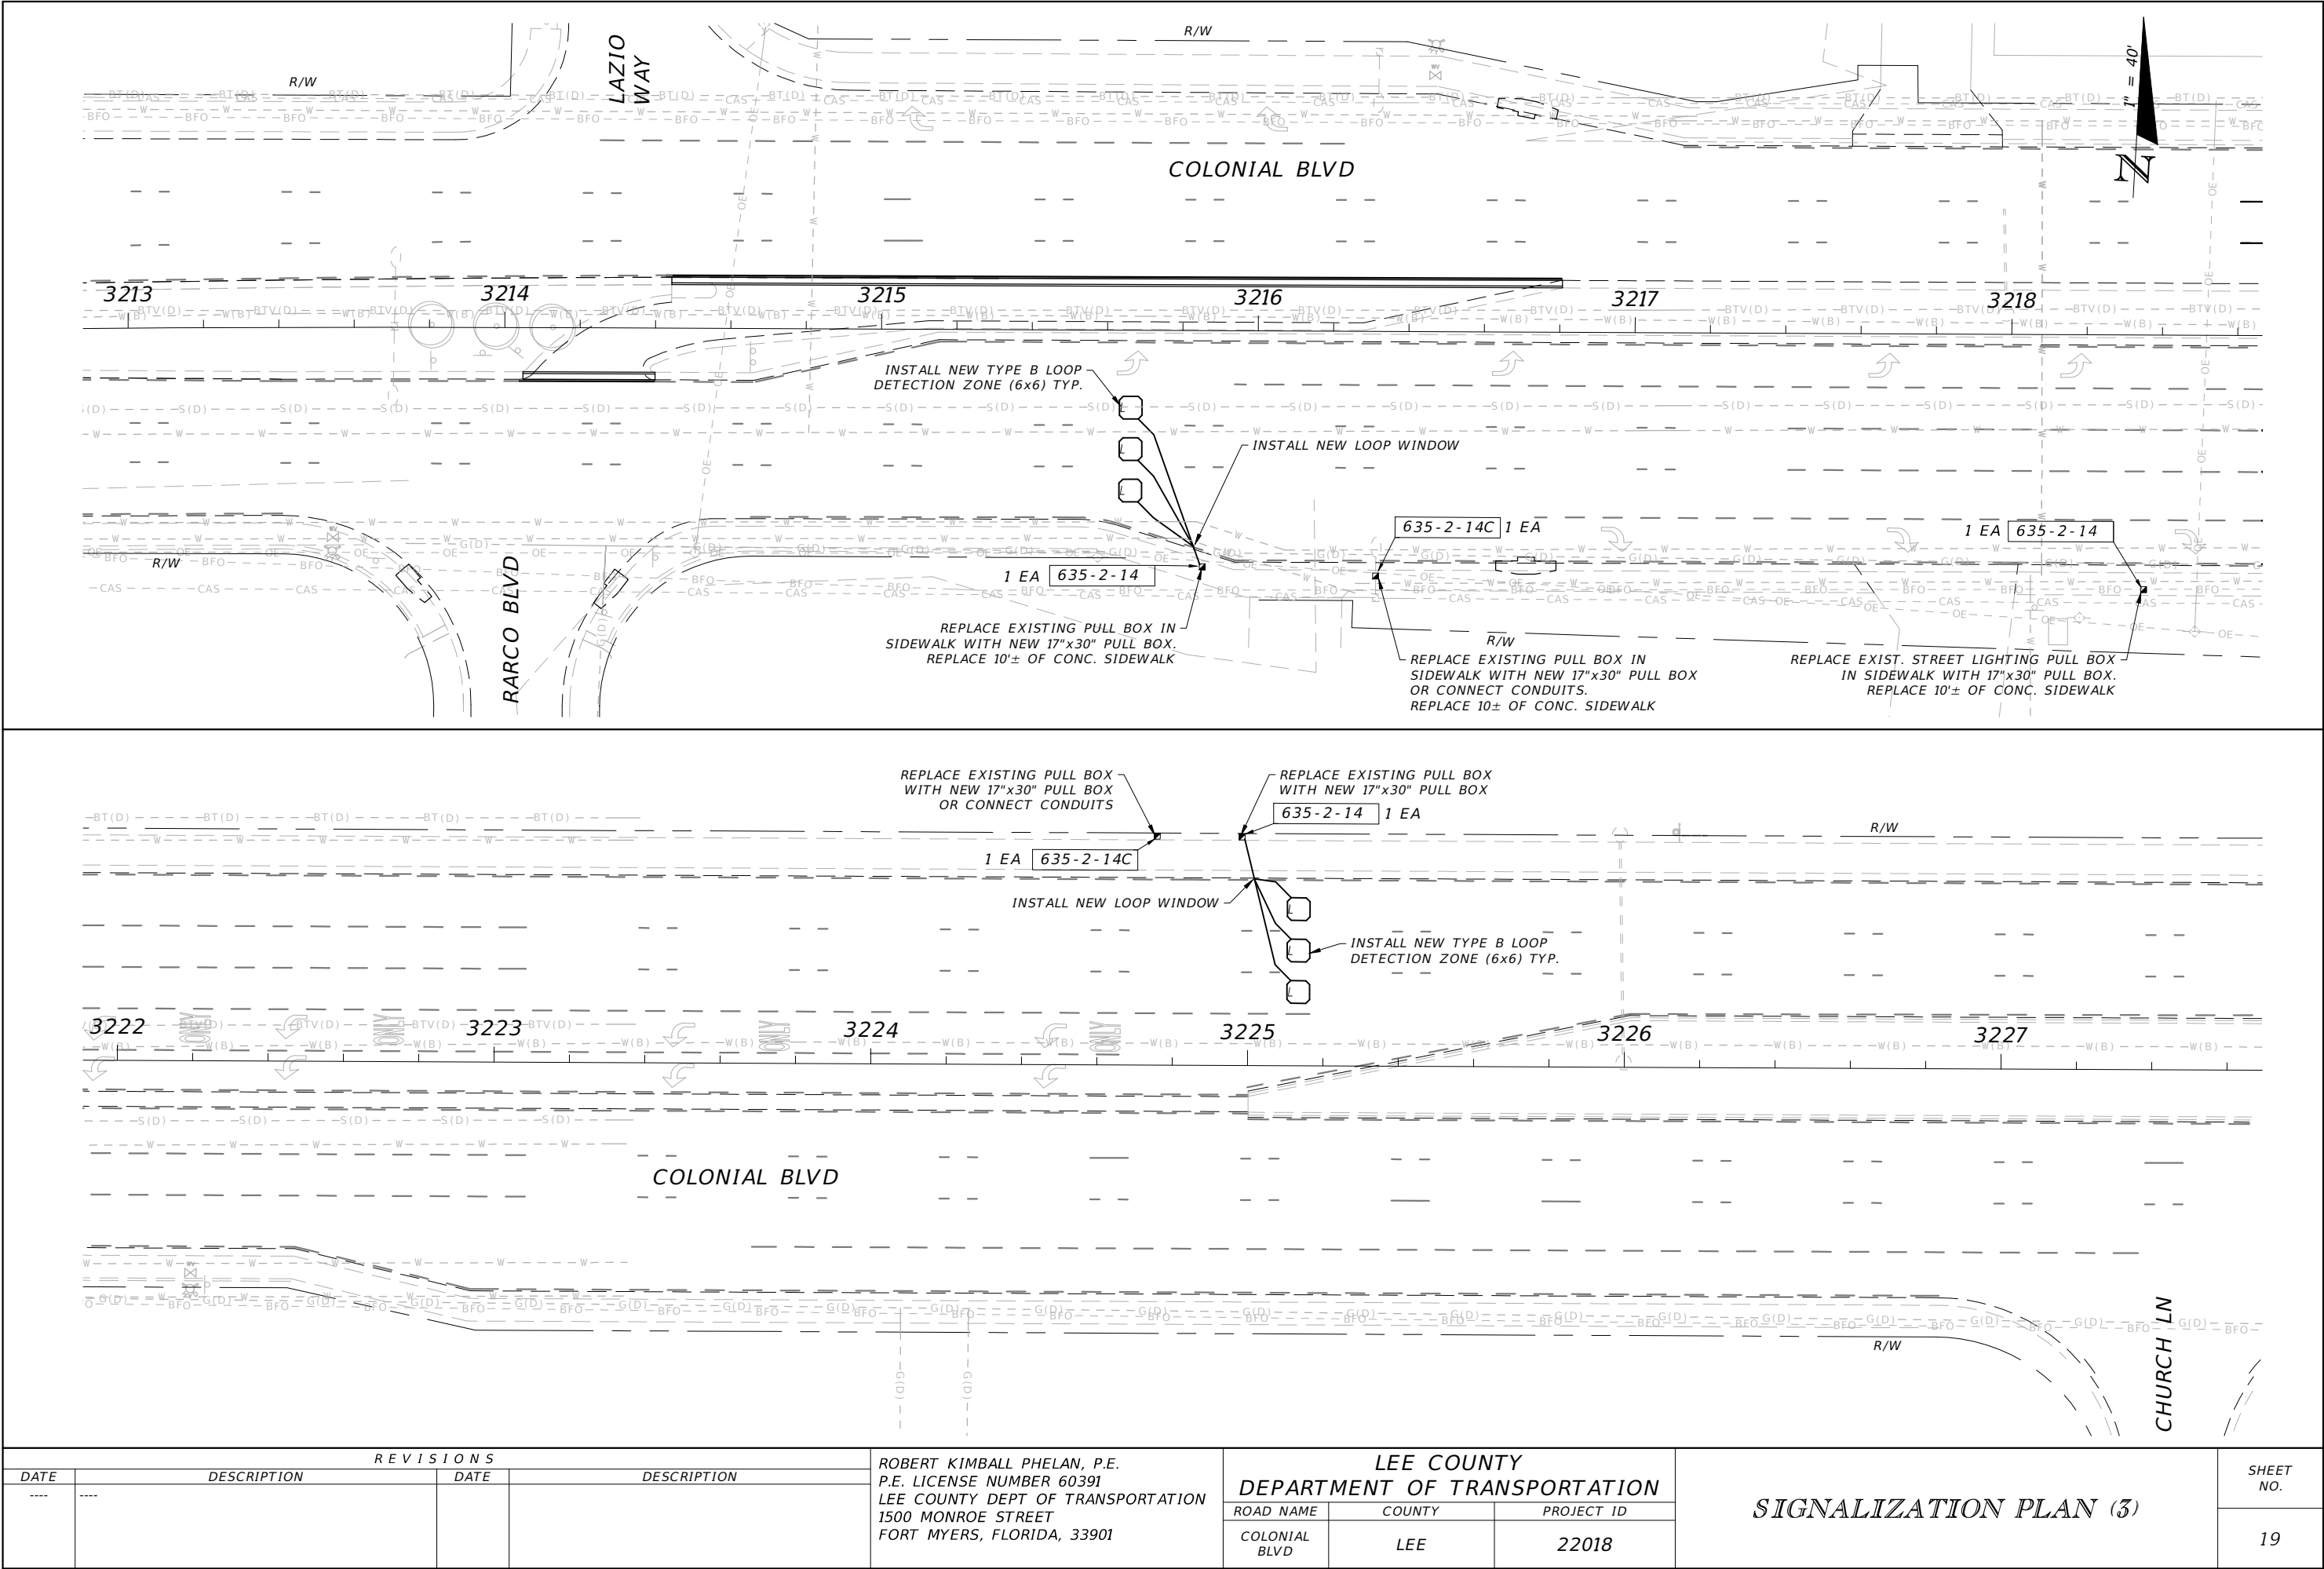 R/W
R/W
LAZIO
WAY
1" = 40'
N
COLONIAL BLVD
3213
3214
3215
3216
3217
3218
INSTALL NEW TYPE B LOOP
DETECTION ZONE (6x6) TYP.
L
L
L
INSTALL NEW LOOP WINDOW
635-2-14C 1 EA
1 EA 635-2-14
R/W
RARCO BLVD
1 EA 635-2-14
REPLACE EXISTING PULL BOX IN
SIDEWALK WITH NEW 17"x30" PULL BOX.
REPLACE 10'± OF CONC. SIDEWALK
R/W
REPLACE EXISTING PULL BOX IN
SIDEWALK WITH NEW 17"x30" PULL BOX
OR CONNECT CONDUITS.
REPLACE 10± OF CONC. SIDEWALK
REPLACE EXIST. STREET LIGHTING PULL BOX
IN SIDEWALK WITH 17"x30" PULL BOX.
REPLACE 10'± OF CONC. SIDEWALK
REPLACE EXISTING PULL BOX
WITH NEW 17"x30" PULL BOX
OR CONNECT CONDUITS
REPLACE EXISTING PULL BOX
WITH NEW 17"x30" PULL BOX
635-2-14 1 EA
1 EA 635-2-14C
R/W
INSTALL NEW LOOP WINDOW
L
L
L
INSTALL NEW TYPE B LOOP
DETECTION ZONE (6x6) TYP.
3222
3223
3224
3225
3226
3227
COLONIAL BLVD
R/W
CHURCH LN
REVISIONS
DATE DESCRIPTION DATE DESCRIPTION
---- ----
ROBERT KIMBALL PHELAN, P.E.
P.E. LICENSE NUMBER 60391
LEE COUNTY DEPT OF TRANSPORTATION
1500 MONROE STREET
FORT MYERS, FLORIDA, 33901
LEE COUNTY
DEPARTMENT OF TRANSPORTATION
ROAD NAME COUNTY PROJECT ID
COLONIAL
BLVD
LEE
22018
SIGNALIZATION PLAN (3)
SHEET
NO.
19